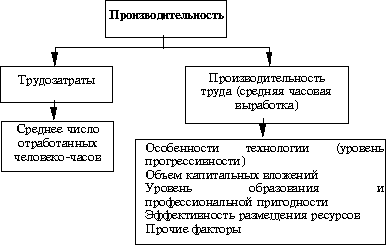 Производительность
Трудозатраты
Производительность
труда (средняя часовая
выработка)
Среднее число
отработанных
человеко-часов
Особенности технологии (уровень
прогрессивности)
Объем капитальных вложений
Уровень образования и
профессиональной пригодности
Эффективность размещения ресурсов
Прочие факторы